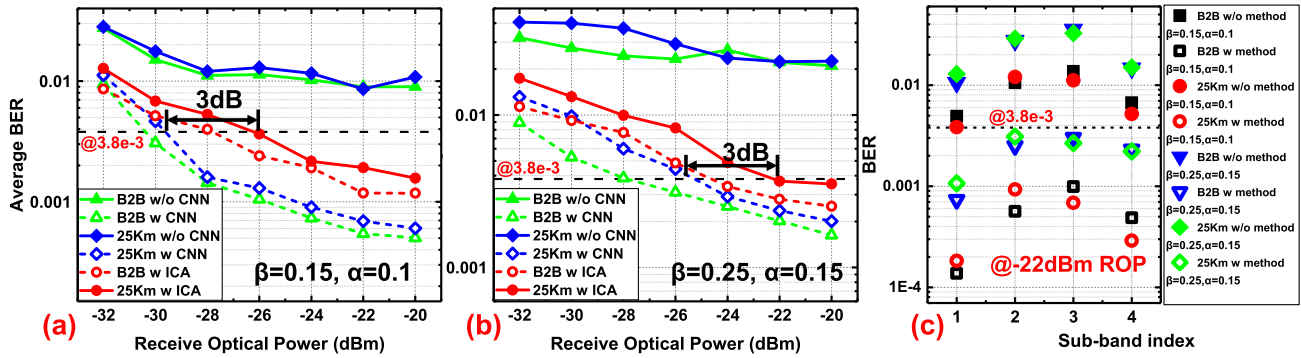 Average BER
0.01
0.001
3dB
@3.8e-3
B2B w/o CNN
B2B w CNN
25Km w/o CNN
25Km w CNN
B2B w ICA
25Km w ICA
β=0.15, α=0.1
-32 -30 -28 -26 -24 -22 -20
(a)
Receive Optical Power (dBm)
0.01
0.001
3dB
@3.8e-3
B2B w/o CNN
B2B w CNN
25Km w/o CNN
25Km w CNN
B2B w ICA
25Km w ICA
β=0.25, α=0.15
-32 -30 -28 -26 -24 -22 -20
(b)
Receive Optical Power (dBm)
BER
0.01
0.001
1E-4
@3.8e-3
@-22dBm ROP
(c)
1 2 3 4
Sub-band index
B2B w/o method
β=0.15,α=0.1
B2B w method
β=0.15,α=0.1
25Km w/o method
β=0.15,α=0.1
25Km w method
β=0.15,α=0.1
B2B w/o method
β=0.25,α=0.15
B2B w method
β=0.25,α=0.15
25Km w/o method
β=0.25,α=0.15
25Km w method
β=0.25,α=0.15